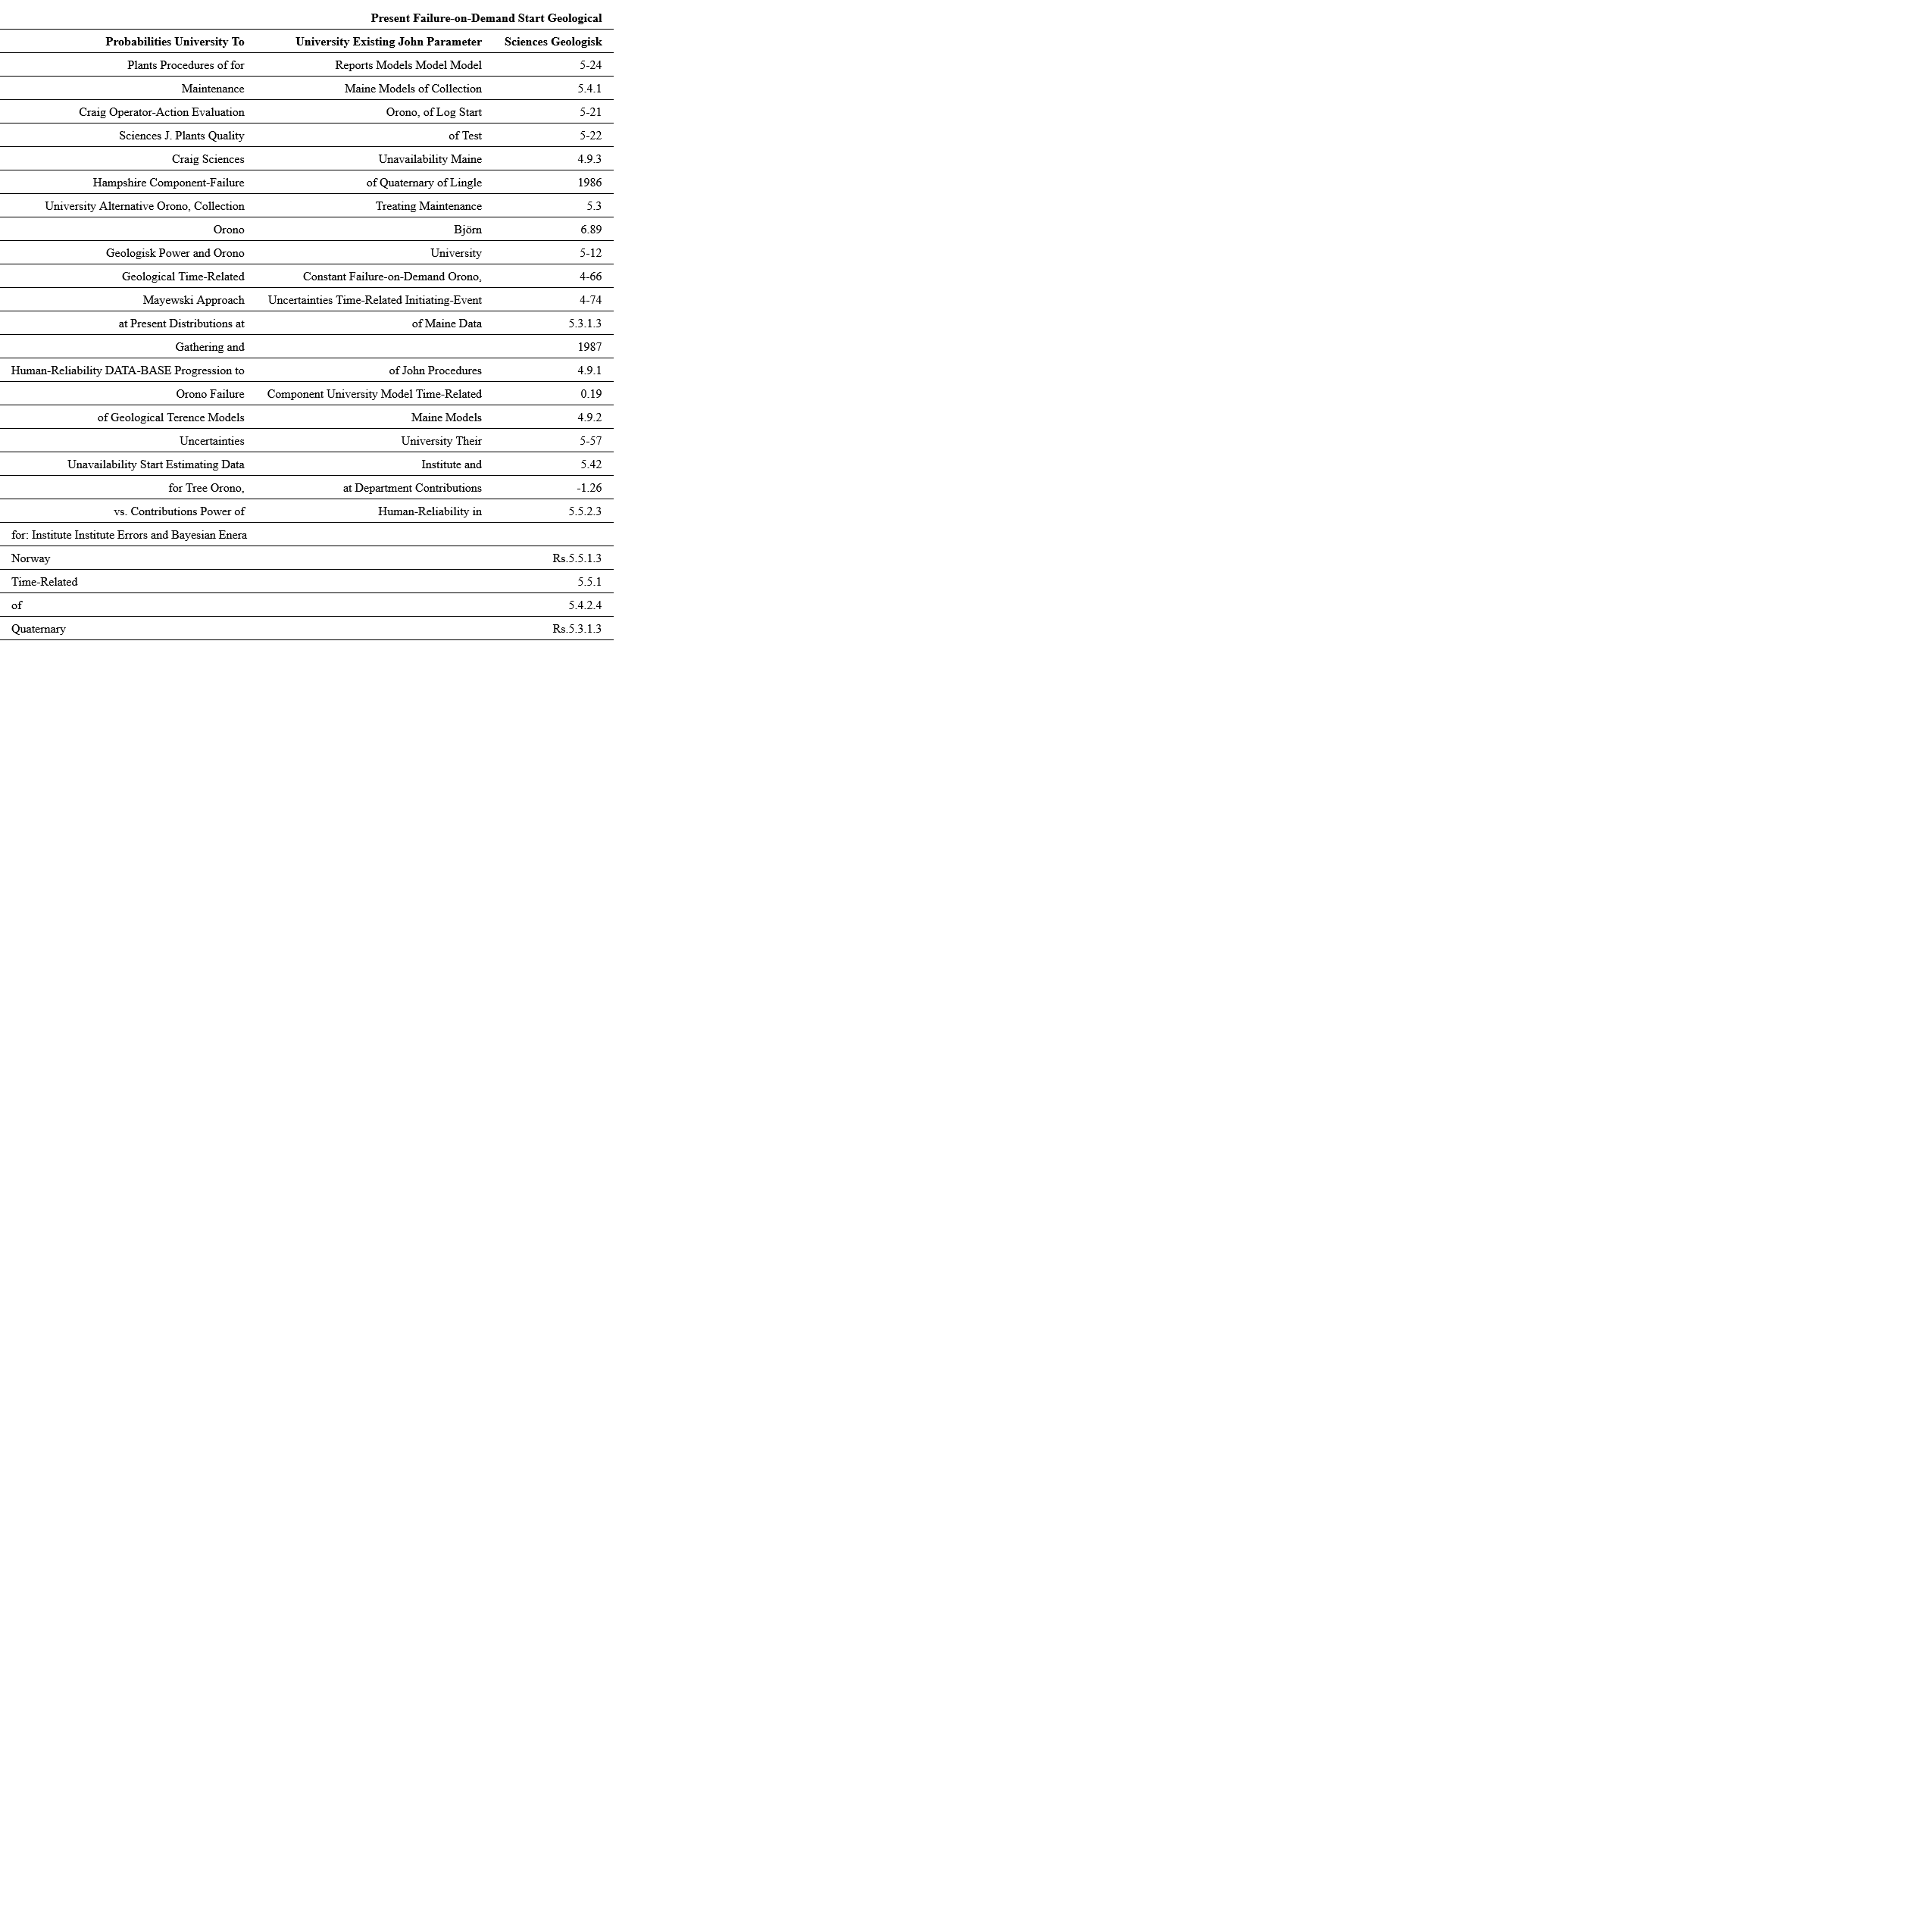 Present Failure-on-Demand Start Geological
Probabilities University To University Existing John Parameter Sciences Geologisk
Plants Procedures of for Reports Models Model Model 5-24
Maintenance Maine Models of Collection 5.4.1
Craig Operator-Action Evaluation Orono, of Log Start 5-21
Sciences J. Plants Quality of Test 5-22
Craig Sciences Unavailability Maine 4.9.3
Hampshire Component-Failure of Quaternary of Lingle 1986
University Alternative Orono, Collection Treating Maintenance 5.3
Orono Björn 6.89
Geologisk Power and Orono University 5-12
Geological Time-Related Constant Failure-on-Demand Orono, 4-66
Mayewski Approach Uncertainties Time-Related Initiating-Event 4-74
at Present Distributions at of Maine Data 5.3.1.3
Gathering and 1987
Human-Reliability DATA-BASE Progression to of John Procedures 4.9.1
Orono Failure Component University Model Time-Related 0.19
of Geological Terence Models Maine Models 4.9.2
Uncertainties University Their 5-57
Unavailability Start Estimating Data Institute and 5.42
for Tree Orono, at Department Contributions -1.26
vs. Contributions Power of Human-Reliability in 5.5.2.3
for: Institute Institute Errors and Bayesian Enera
Norway Rs.5.5.1.3
Time-Related 5.5.1
of 5.4.2.4
Quaternary Rs.5.3.1.3